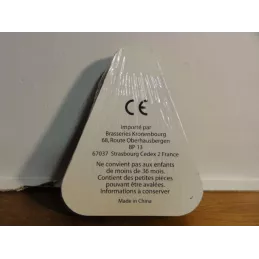 CE
Importé par
Brasseries Kronenbourg
68, Route Oberhausbergen
BP 13
67037 Strasbourg Cedex 2 France
Ne convient pas aux enfants
de moins de 36 mois.
Contient des petites pièces
pouvant être avalées.
Informations à conserver
Made in China